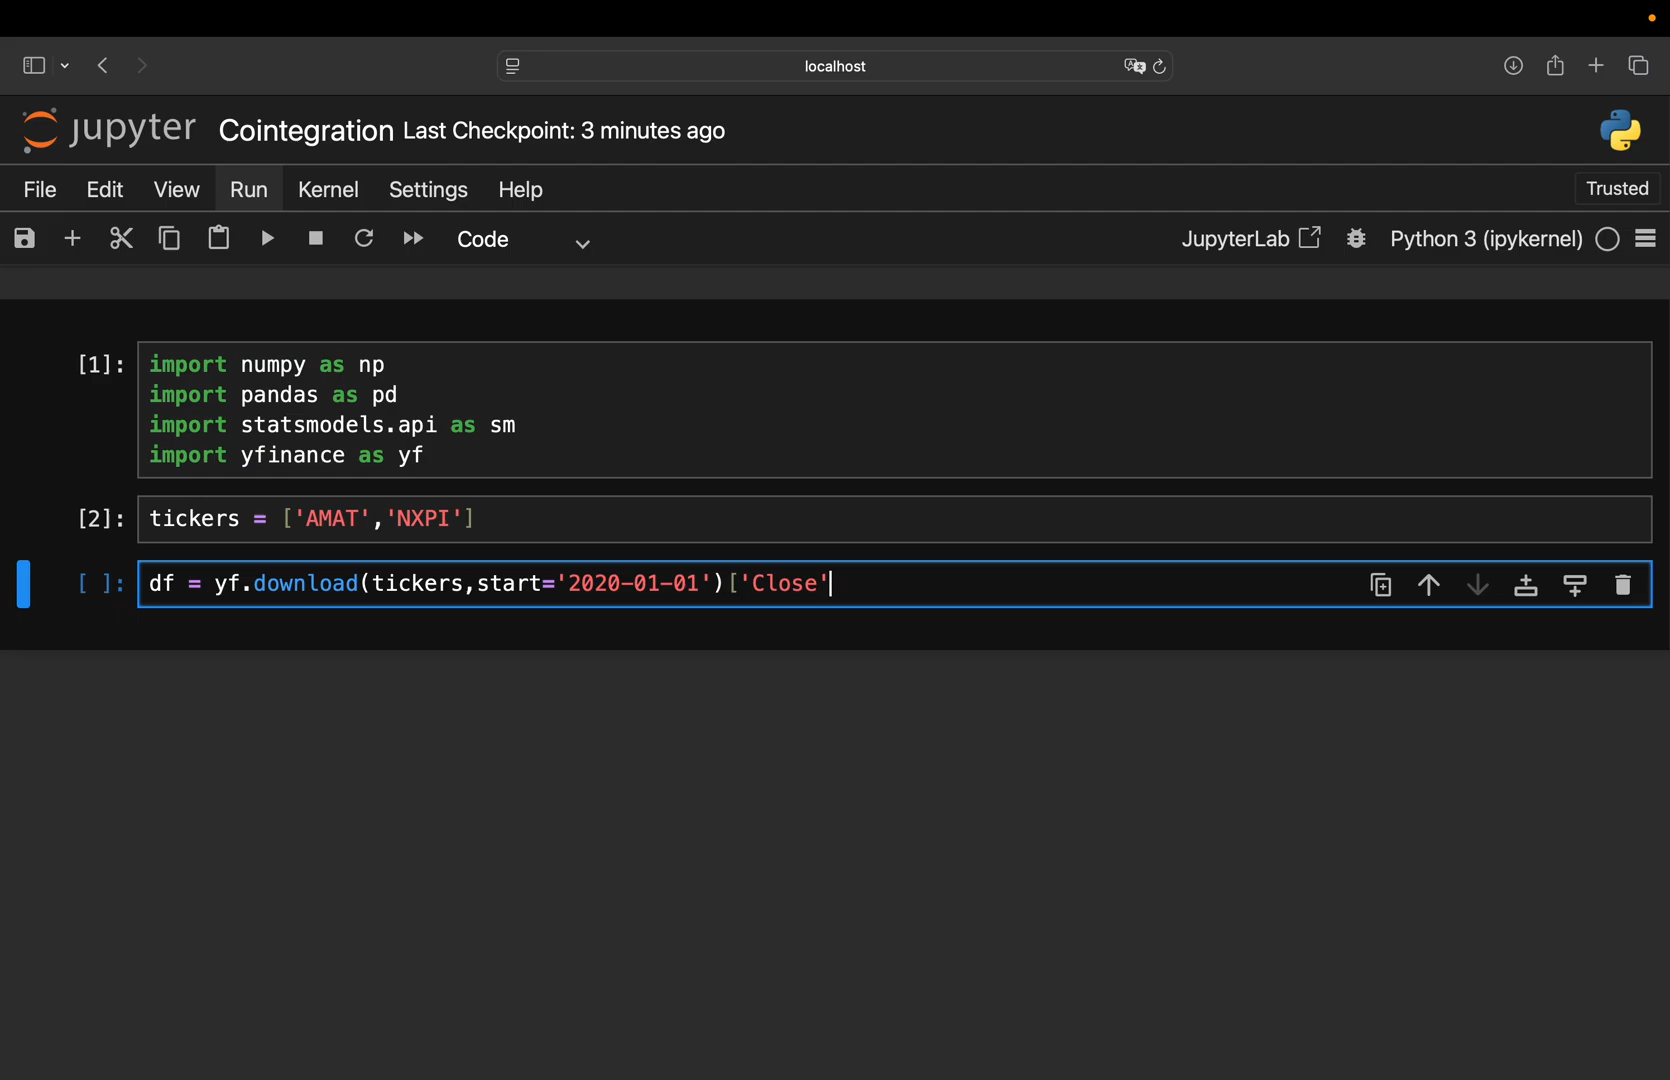 localhost
jupyter Cointegration Last Checkpoint: 3 minutes ago
File Edit View Run Kernel Settings Help Trusted
Code JupyterLab Python 3 (ipykernel)
[1]: import numpy as np
import pandas as pd
import statsmodels.api as sm
import yfinance as yf
[2]: tickers = ['AMAT','NXPI']
[ ]: df = yf.download(tickers,start='2020-01-01')['Close'